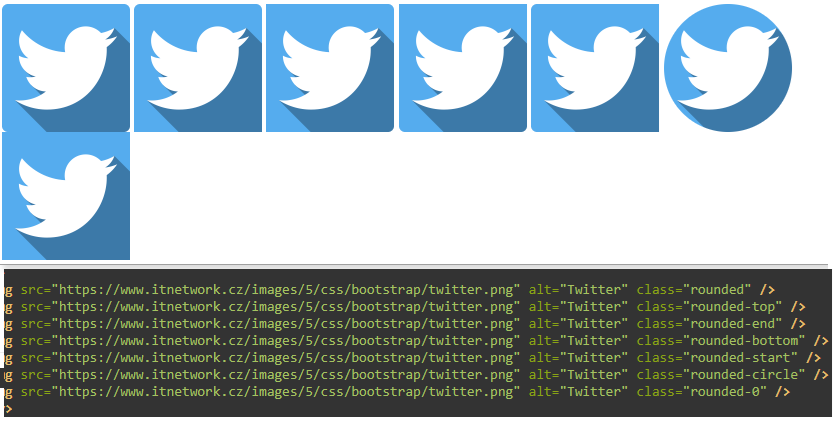 g src="https://www.itnetwork.cz/images/5/css/bootstrap/twitter.png" alt="Twitter" class="rounded" />
g src="https://www.itnetwork.cz/images/5/css/bootstrap/twitter.png" alt="Twitter" class="rounded-top" />
g src="https://www.itnetwork.cz/images/5/css/bootstrap/twitter.png" alt="Twitter" class="rounded-end" />
g src="https://www.itnetwork.cz/images/5/css/bootstrap/twitter.png" alt="Twitter" class="rounded-bottom" />
g src="https://www.itnetwork.cz/images/5/css/bootstrap/twitter.png" alt="Twitter" class="rounded-start" />
g src="https://www.itnetwork.cz/images/5/css/bootstrap/twitter.png" alt="Twitter" class="rounded-circle" />
g src="https://www.itnetwork.cz/images/5/css/bootstrap/twitter.png" alt="Twitter" class="rounded-0" />
>